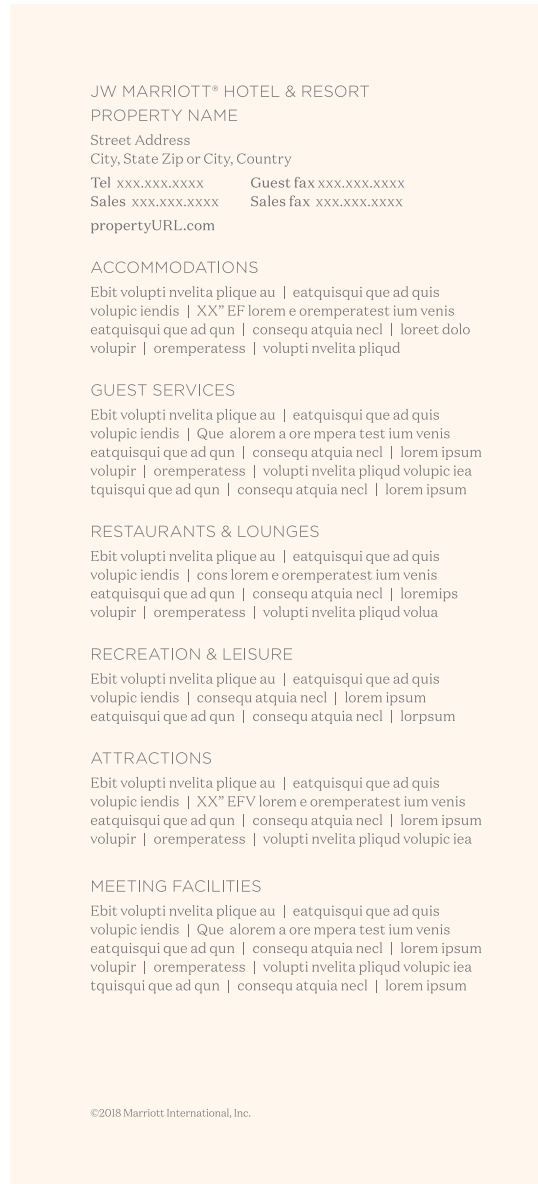 JW MARRIOTT® HOTEL & RESORT
PROPERTY NAME
Street Address
City, State Zip or City, Country
Tel xxx.xxx.xxxx Guest fax xxx.xxx.xxxx
Sales xxx.xxx.xxxx Sales fax xxx.xxx.xxxx
propertyURL.com
ACCOMMODATIONS
Ebit volupti nvelita plique au | eatquisqui que ad quis
volupic iendis | XX” EF lorem e oremperatest ium venis
eatquisqui que ad qun | consequ atquia necl | loreet dolo
volupir | oremperatess | volupti nvelita pliqud
GUEST SERVICES
Ebit volupti nvelita plique au | eatquisqui que ad quis
volupic iendis | Que alorem a ore mpera test ium venis
eatquisqui que ad qun | consequ atquia necl | lorem ipsum
volupir | oremperatess | volupti nvelita pliqud volupic iea
tquisqui que ad qun | consequ atquia necl | lorem ipsum
RESTAURANTS & LOUNGES
Ebit volupti nvelita plique au | eatquisqui que ad quis
volupic iendis | cons lorem e oremperatest ium venis
eatquisqui que ad qun | consequ atquia necl | loremips
volupir | oremperatess | volupti nvelita pliqud volua
RECREATION & LEISURE
Ebit volupti nvelita plique au | eatquisqui que ad quis
volupic iendis | consequ atquia necl | lorem ipsum
eatquisqui que ad qun | consequ atquia necl | lorpsum
ATTRACTIONS
Ebit volupti nvelita plique au | eatquisqui que ad quis
volupic iendis | XX” EFV lorem e oremperatest ium venis
eatquisqui que ad qun | consequ atquia necl | lorem ipsum
volupir | oremperatess | volupti nvelita pliqud volupic iea
MEETING FACILITIES
Ebit volupti nvelita plique au | eatquisqui que ad quis
volupic iendis | Que alorem a ore mpera test ium venis
eatquisqui que ad qun | consequ atquia necl | lorem ipsum
volupir | oremperatess | volupti nvelita pliqud volupic iea
tquisqui que ad qun | consequ atquia necl | lorem ipsum
©2018 Marriott International, Inc.